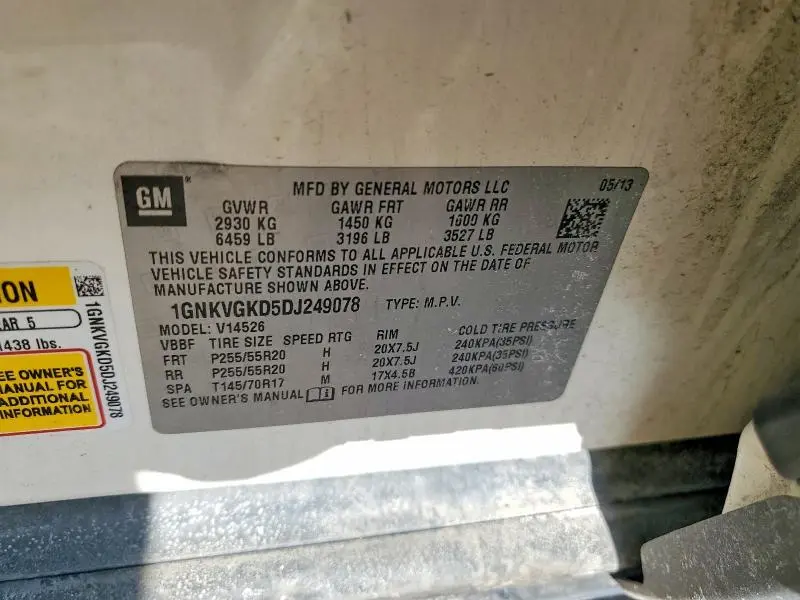 GM
MFD BY GENERAL MOTORS LLC
05/13
GVWR GAWR FRT GAWR RR
2930 KG 1450 KG 1600 KG
6459 LB 3196 LB 3527 LB
THIS VEHICLE CONFORMS TO ALL APPLICABLE U.S. FEDERAL MOTOR
VEHICLE SAFETY STANDARDS IN EFFECT ON THE DATE OF
MANUFACTURE SHOWN ABOVE.
1GNKVGKD5DJ249078 TYPE: M.P.V.
MODEL: V14526
VBBF TIRE SIZE SPEED RTG RIM COLD TIRE PRESSURE
FRT P255/55R20 H 20X7.5J 240KPA(35PSI)
RR P255/55R20 H 20X7.5J 240KPA(35PSI)
SPA T145/70R17 M 17X4.5B 420KPA(60PSI)
SEE OWNER'S MANUAL FOR MORE INFORMATION.
ION
AR 5
1438 lbs.
SEE OWNER'S
MANUAL FOR
ADDITIONAL
INFORMATION
1GNKVGKD5DJ249078